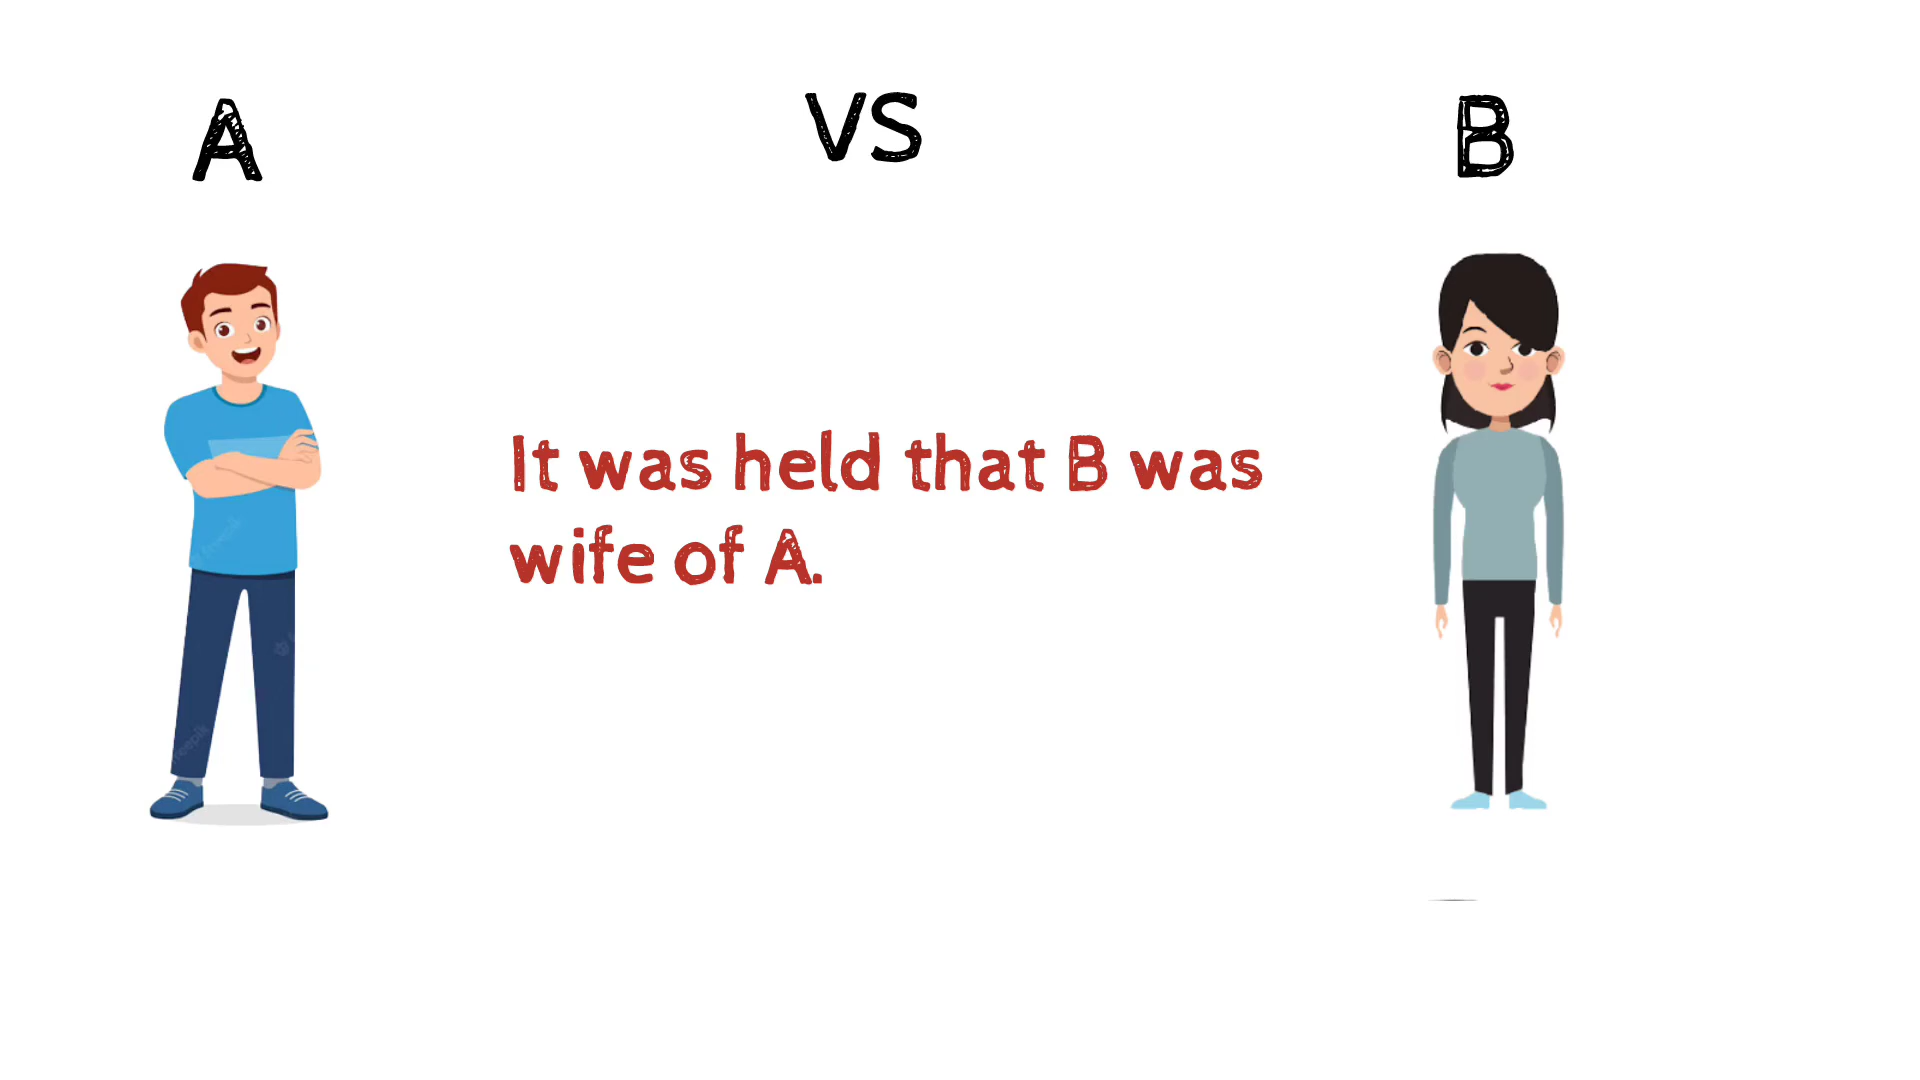 A VS B
It was held that B was
wife of A.